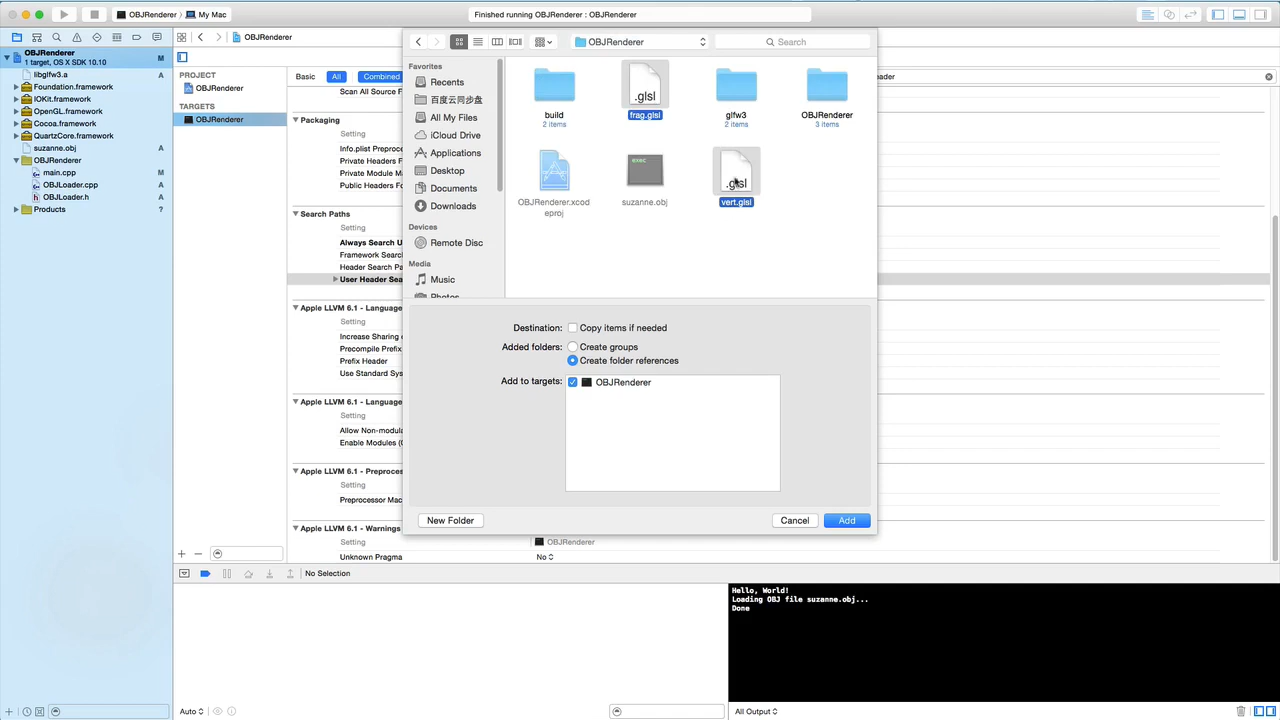 OBJRenderer
My Mac
Finished running OBJRenderer : OBJRenderer
OBJRenderer
1 target, OS X SDK 10.10
M
libglfw3.a
A
Foundation.framework
IOKit.framework
OpenGL.framework
Cocoa.framework
QuartzCore.framework
suzanne.obj
A
OBJRenderer
main.cpp
M
OBJLoader.cpp
A
OBJLoader.h
A
Products
?
OBJRenderer
PROJECT
OBJRenderer
TARGETS
OBJRenderer
Basic
All
Combined
eader
Scan All Source F
Packaging
Setting
Info.plist Preproce
Private Headers F
Private Module Ma
Public Headers F
Search Paths
Setting
Always Search U
Framework Searc
Header Search Pa
User Header Sea
Apple LLVM 6.1 - Language
Setting
Increase Sharing o
Precompile Prefix
Prefix Header
Use Standard Sys
Apple LLVM 6.1 - Language
Setting
Allow Non-modula
Enable Modules (C
Apple LLVM 6.1 - Preproces
Setting
Preprocessor Mac
Apple LLVM 6.1 - Warnings
Setting
OBJRenderer
Unknown Pragma
No
OBJRenderer
Search
Favorites
Recents
百度云同步盘
All My Files
iCloud Drive
Applications
Desktop
Documents
Downloads
Devices
Remote Disc
Media
Music
Photos
build
2 items
.glsl
frag.glsl
glfw3
2 items
OBJRenderer
3 items
OBJRenderer.xcod
eproj
exec
suzanne.obj
.glsl
vert.glsl
Destination:
Copy items if needed
Added folders:
Create groups
Create folder references
Add to targets:
OBJRenderer
New Folder
Cancel
Add
No Selection
Hello, World!
Loading OBJ file suzanne.obj...
Done
Auto
All Output